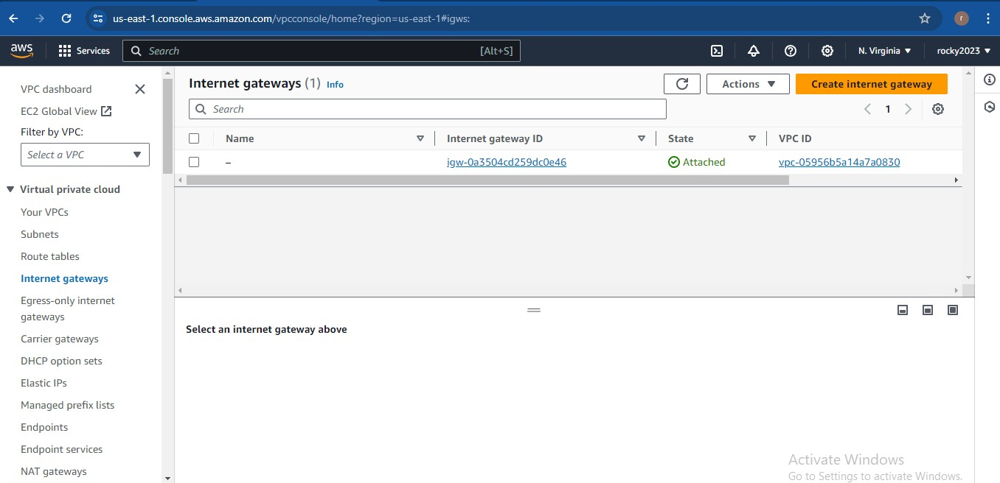 us-east-1.console.aws.amazon.com/vpcconsole/home?region=us-east-1#igws:
r
aws
Services
Search
[Alt+S]
N. Virginia
rocky2023
VPC dashboard
EC2 Global View
Filter by VPC:
Select a VPC
Virtual private cloud
Your VPCs
Subnets
Route tables
Internet gateways
Egress-only internet
gateways
Carrier gateways
DHCP option sets
Elastic IPs
Managed prefix lists
Endpoints
Endpoint services
NAT gateways
Internet gateways (1) Info
Actions
Create internet gateway
Search
1
Name
Internet gateway ID
State
VPC ID
–
igw-0a3504cd259dc0e46
Attached
vpc-05956b5a14a7a0830
Select an internet gateway above
Activate Windows
Go to Settings to activate Windows.